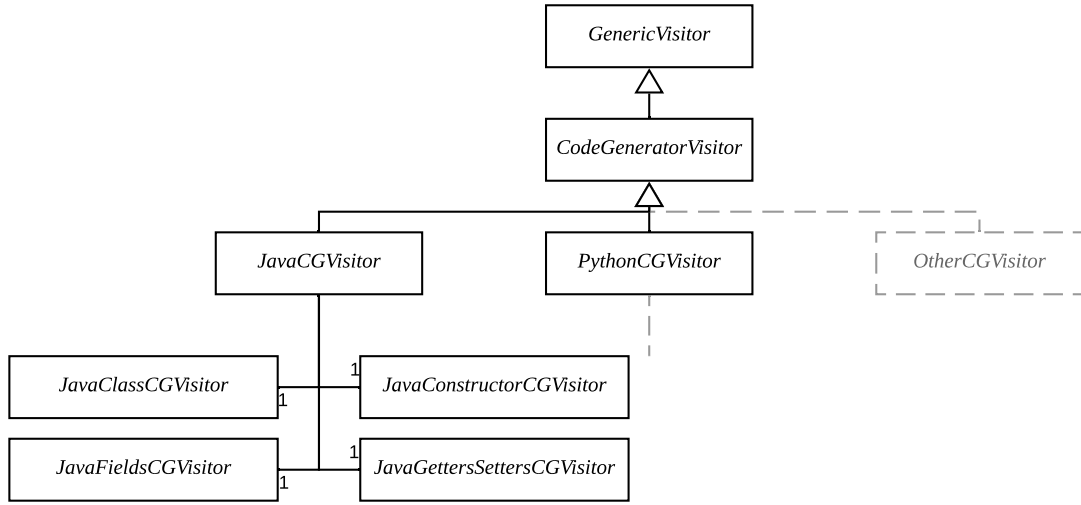 GenericVisitor
CodeGeneratorVisitor
JavaCGVisitor
PythonCGVisitor
OtherCGVisitor
JavaClassCGVisitor
1
1
JavaConstructorCGVisitor
JavaFieldsCGVisitor
1
1
JavaGettersSettersCGVisitor